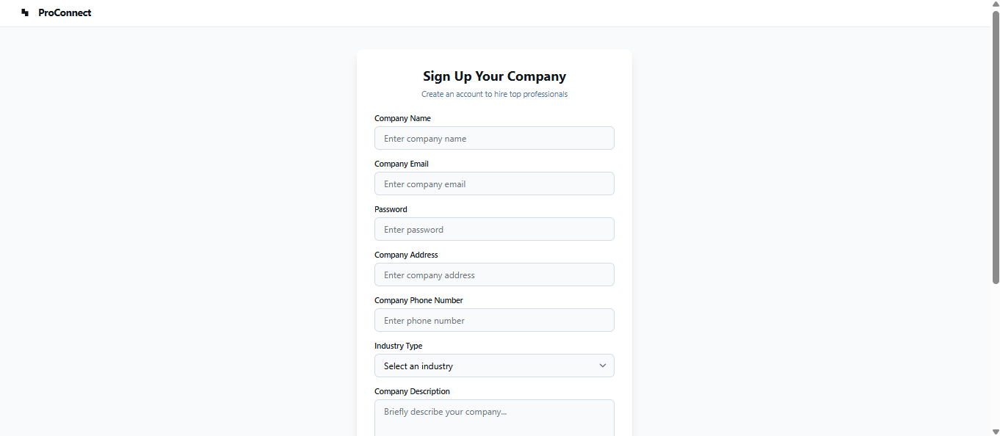 ProConnect
Sign Up Your Company
Create an account to hire top professionals
Company Name
Enter company name
Company Email
Enter company email
Password
Enter password
Company Address
Enter company address
Company Phone Number
Enter phone number
Industry Type
Select an industry
Company Description
Briefly describe your company...